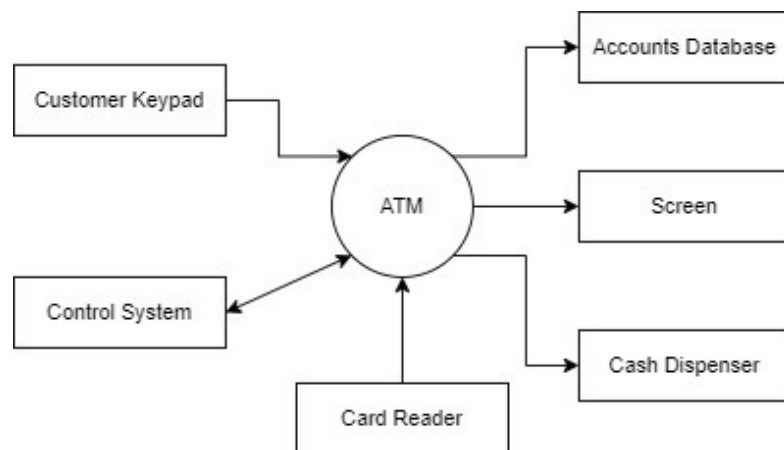 Accounts Database
Customer Keypad
ATM
Screen
Control System
Cash Dispenser
Card Reader